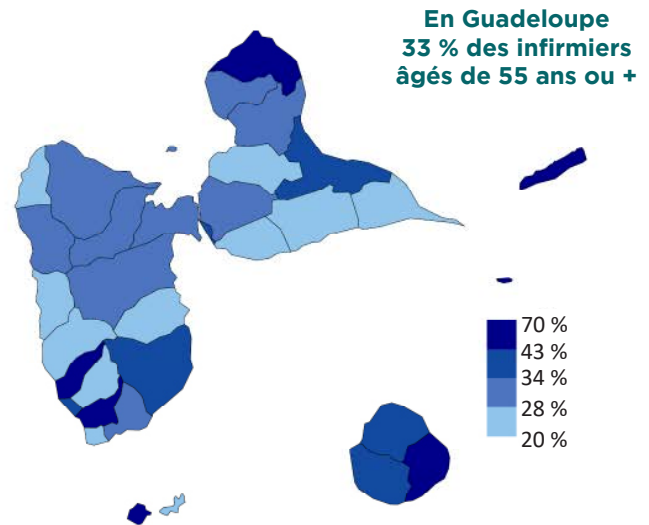 En Guadeloupe
33 % des infirmiers
âgés de 55 ans ou +
70 %
43 %
34 %
28 %
20 %